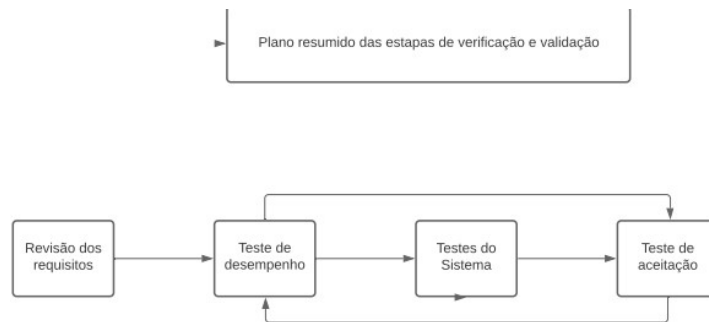 Plano resumido das estapas de verificação e validação
Revisão dos
requisitos
Teste de
desempenho
Testes do
Sistema
Teste de
aceitação